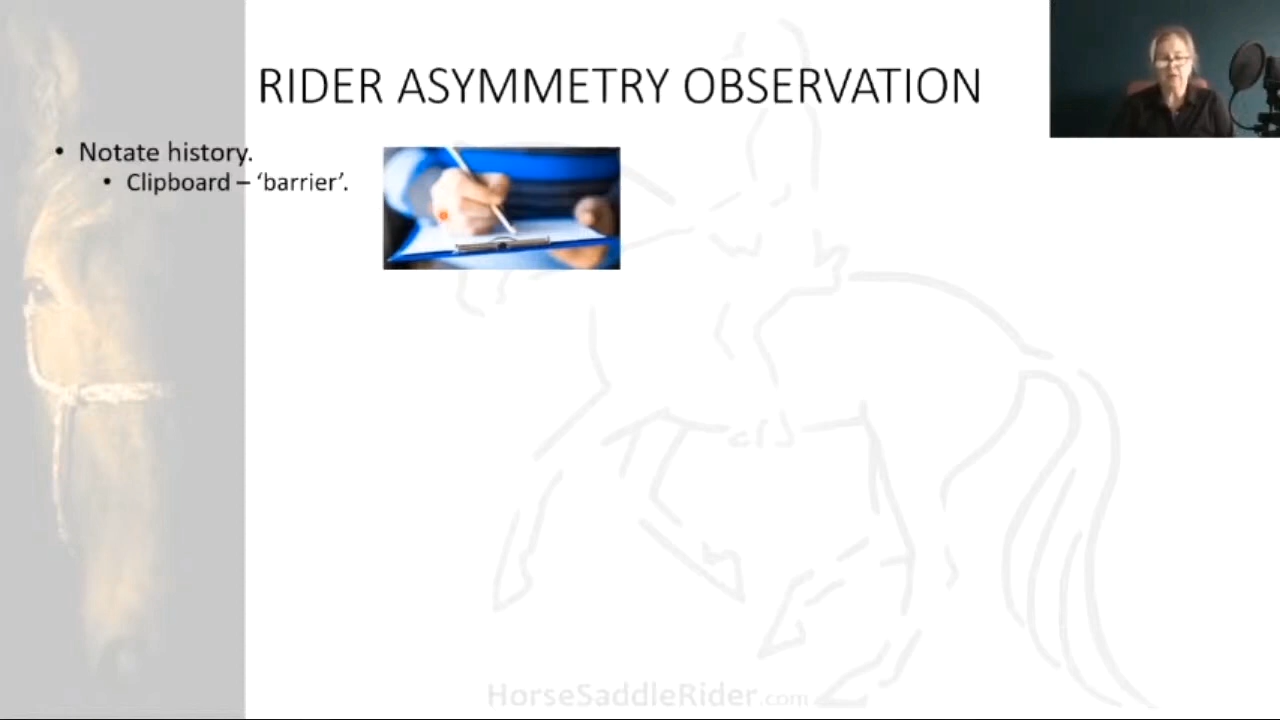 RIDER ASYMMETRY OBSERVATION
• Notate history.
• Clipboard – ‘barrier’.
HorseSaddleRider.com